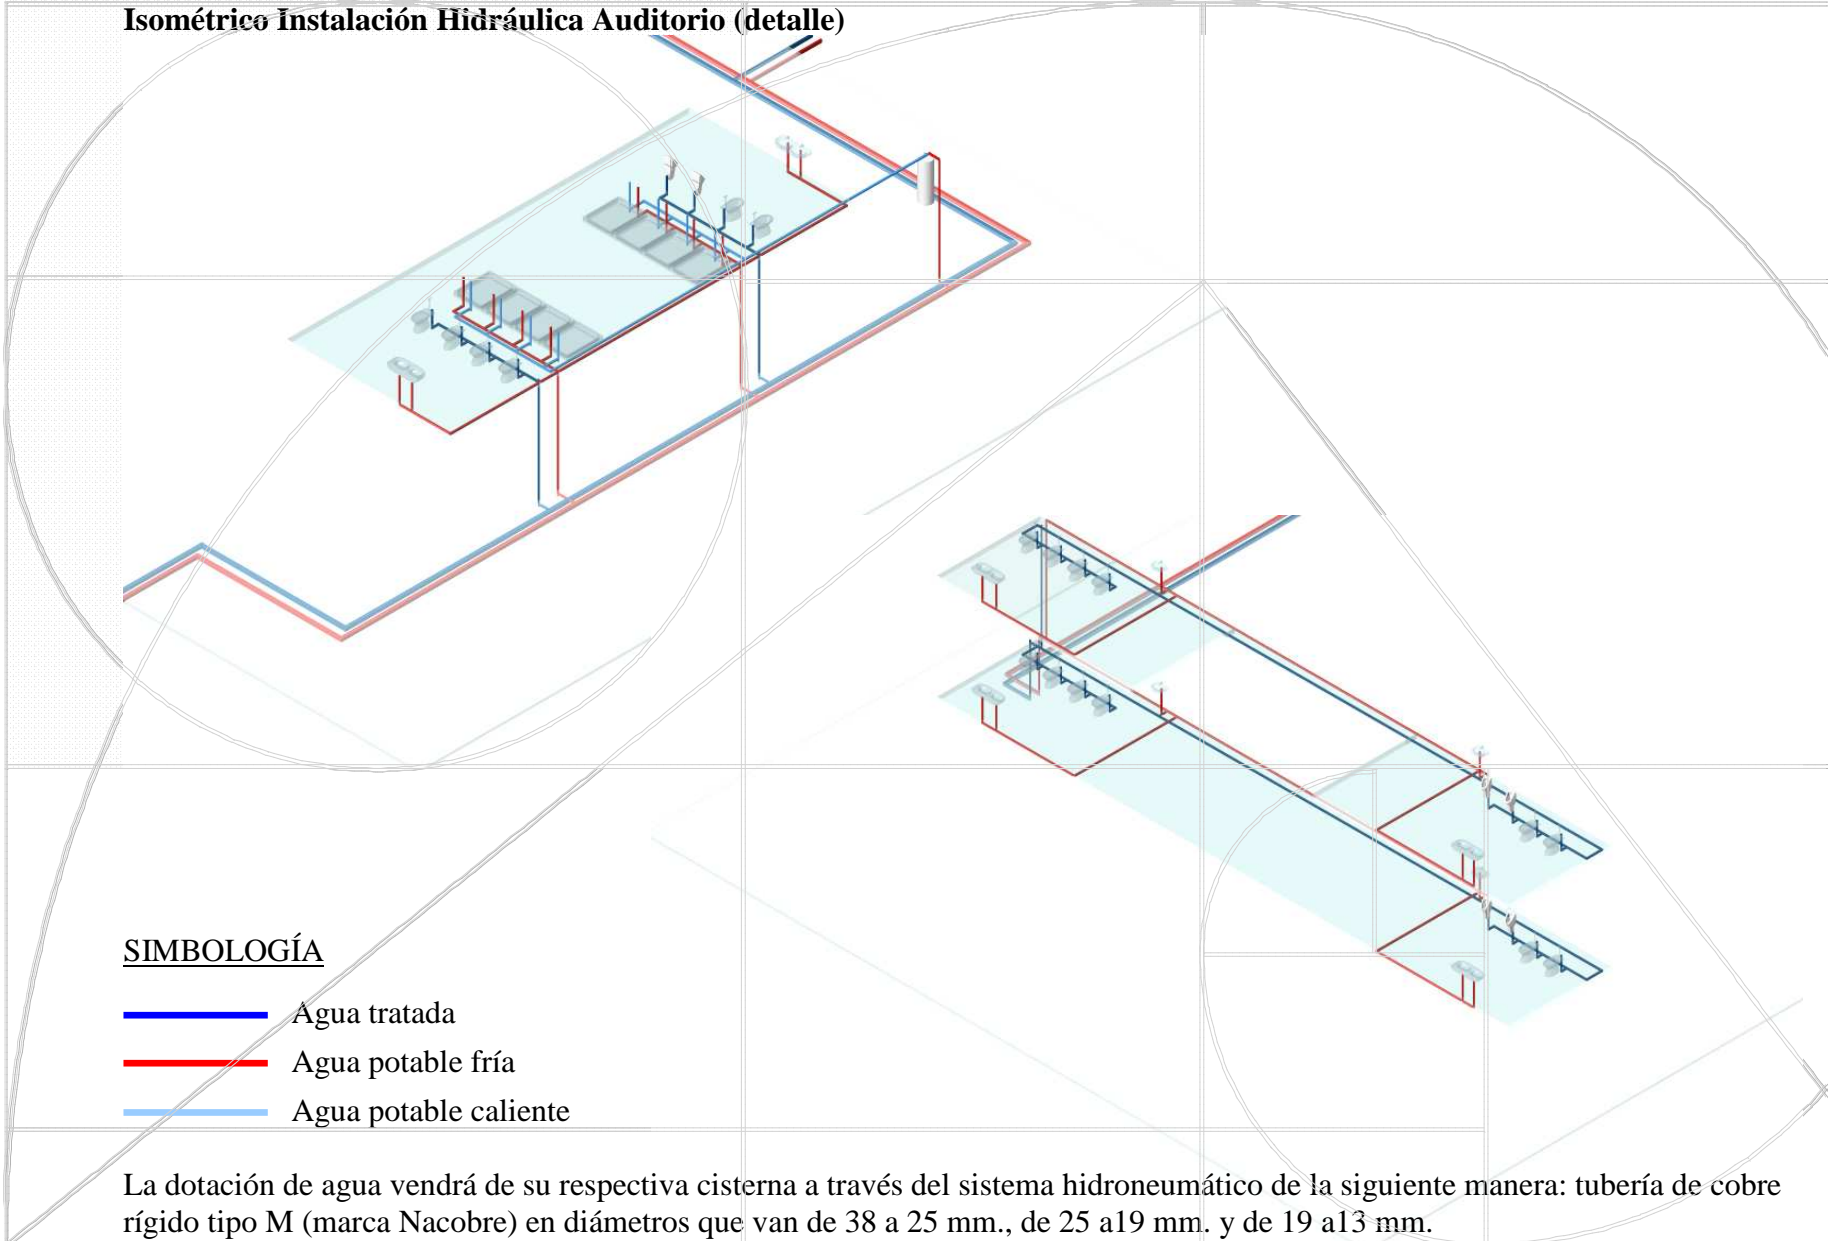 Isométrico Instalación Hidráulica Auditorio (detalle)
SIMBOLOGÍA
Agua tratada
Agua potable fría
Agua potable caliente
La dotación de agua vendrá de su respectiva cisterna a través del sistema hidroneumático de la siguiente manera: tubería de cobre
rígido tipo M (marca Nacobre) en diámetros que van de 38 a 25 mm., de 25 a19 mm. y de 19 a13 mm.